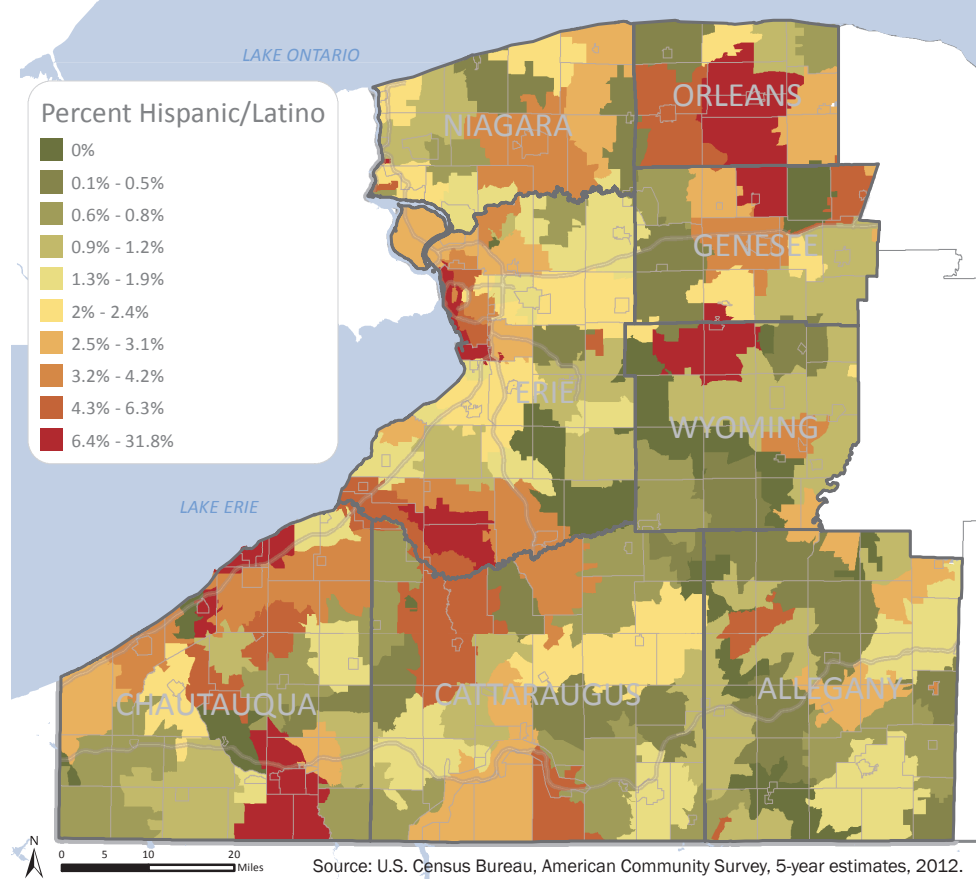 LAKE ONTARIO
Percent Hispanic/Latino
0%
0.1% - 0.5%
0.6% - 0.8%
0.9% - 1.2%
1.3% - 1.9%
2% - 2.4%
2.5% - 3.1%
3.2% - 4.2%
4.3% - 6.3%
6.4% - 31.8%
NIAGARA
ORLEANS
GENESEE
ERIE
WYOMING
LAKE ERIE
CHAUTAUQUA
CATTARAUGUS
ALLEGANY
N
0 5 10 20
Miles
Source: U.S. Census Bureau, American Community Survey, 5-year estimates, 2012.